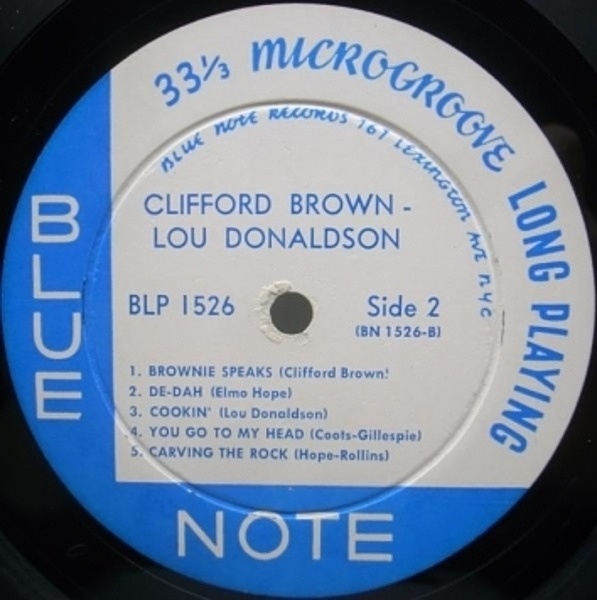 33⅓ MICROGROOVE LONG PLAYING
BLUE NOTE RECORDS 767 LEXINGTON AVE NYC
CLIFFORD BROWN -
LOU DONALDSON
BLP 1526 Side 2
(BN 1526-B)
1. BROWNIE SPEAKS (Clifford Brown)
2. DE-DAH (Elmo Hope)
3. COOKIN' (Lou Donaldson)
4. YOU GO TO MY HEAD (Coots-Gillespie)
5. CARVING THE ROCK (Hope-Rollins)
BLUE
NOTE